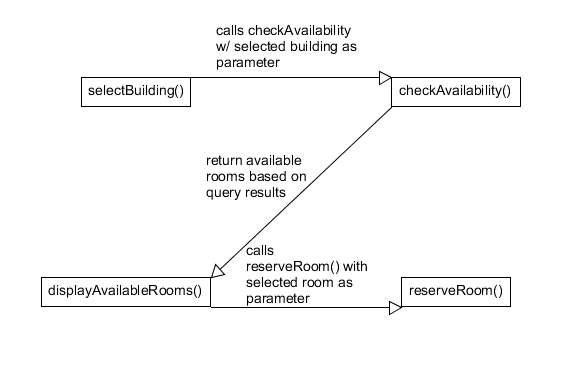 calls checkAvailability
w/ selected building as
parameter
selectBuilding()
checkAvailability()
return available
rooms based on
query results
calls
reserveRoom() with
selected room as
parameter
displayAvailableRooms()
reserveRoom()